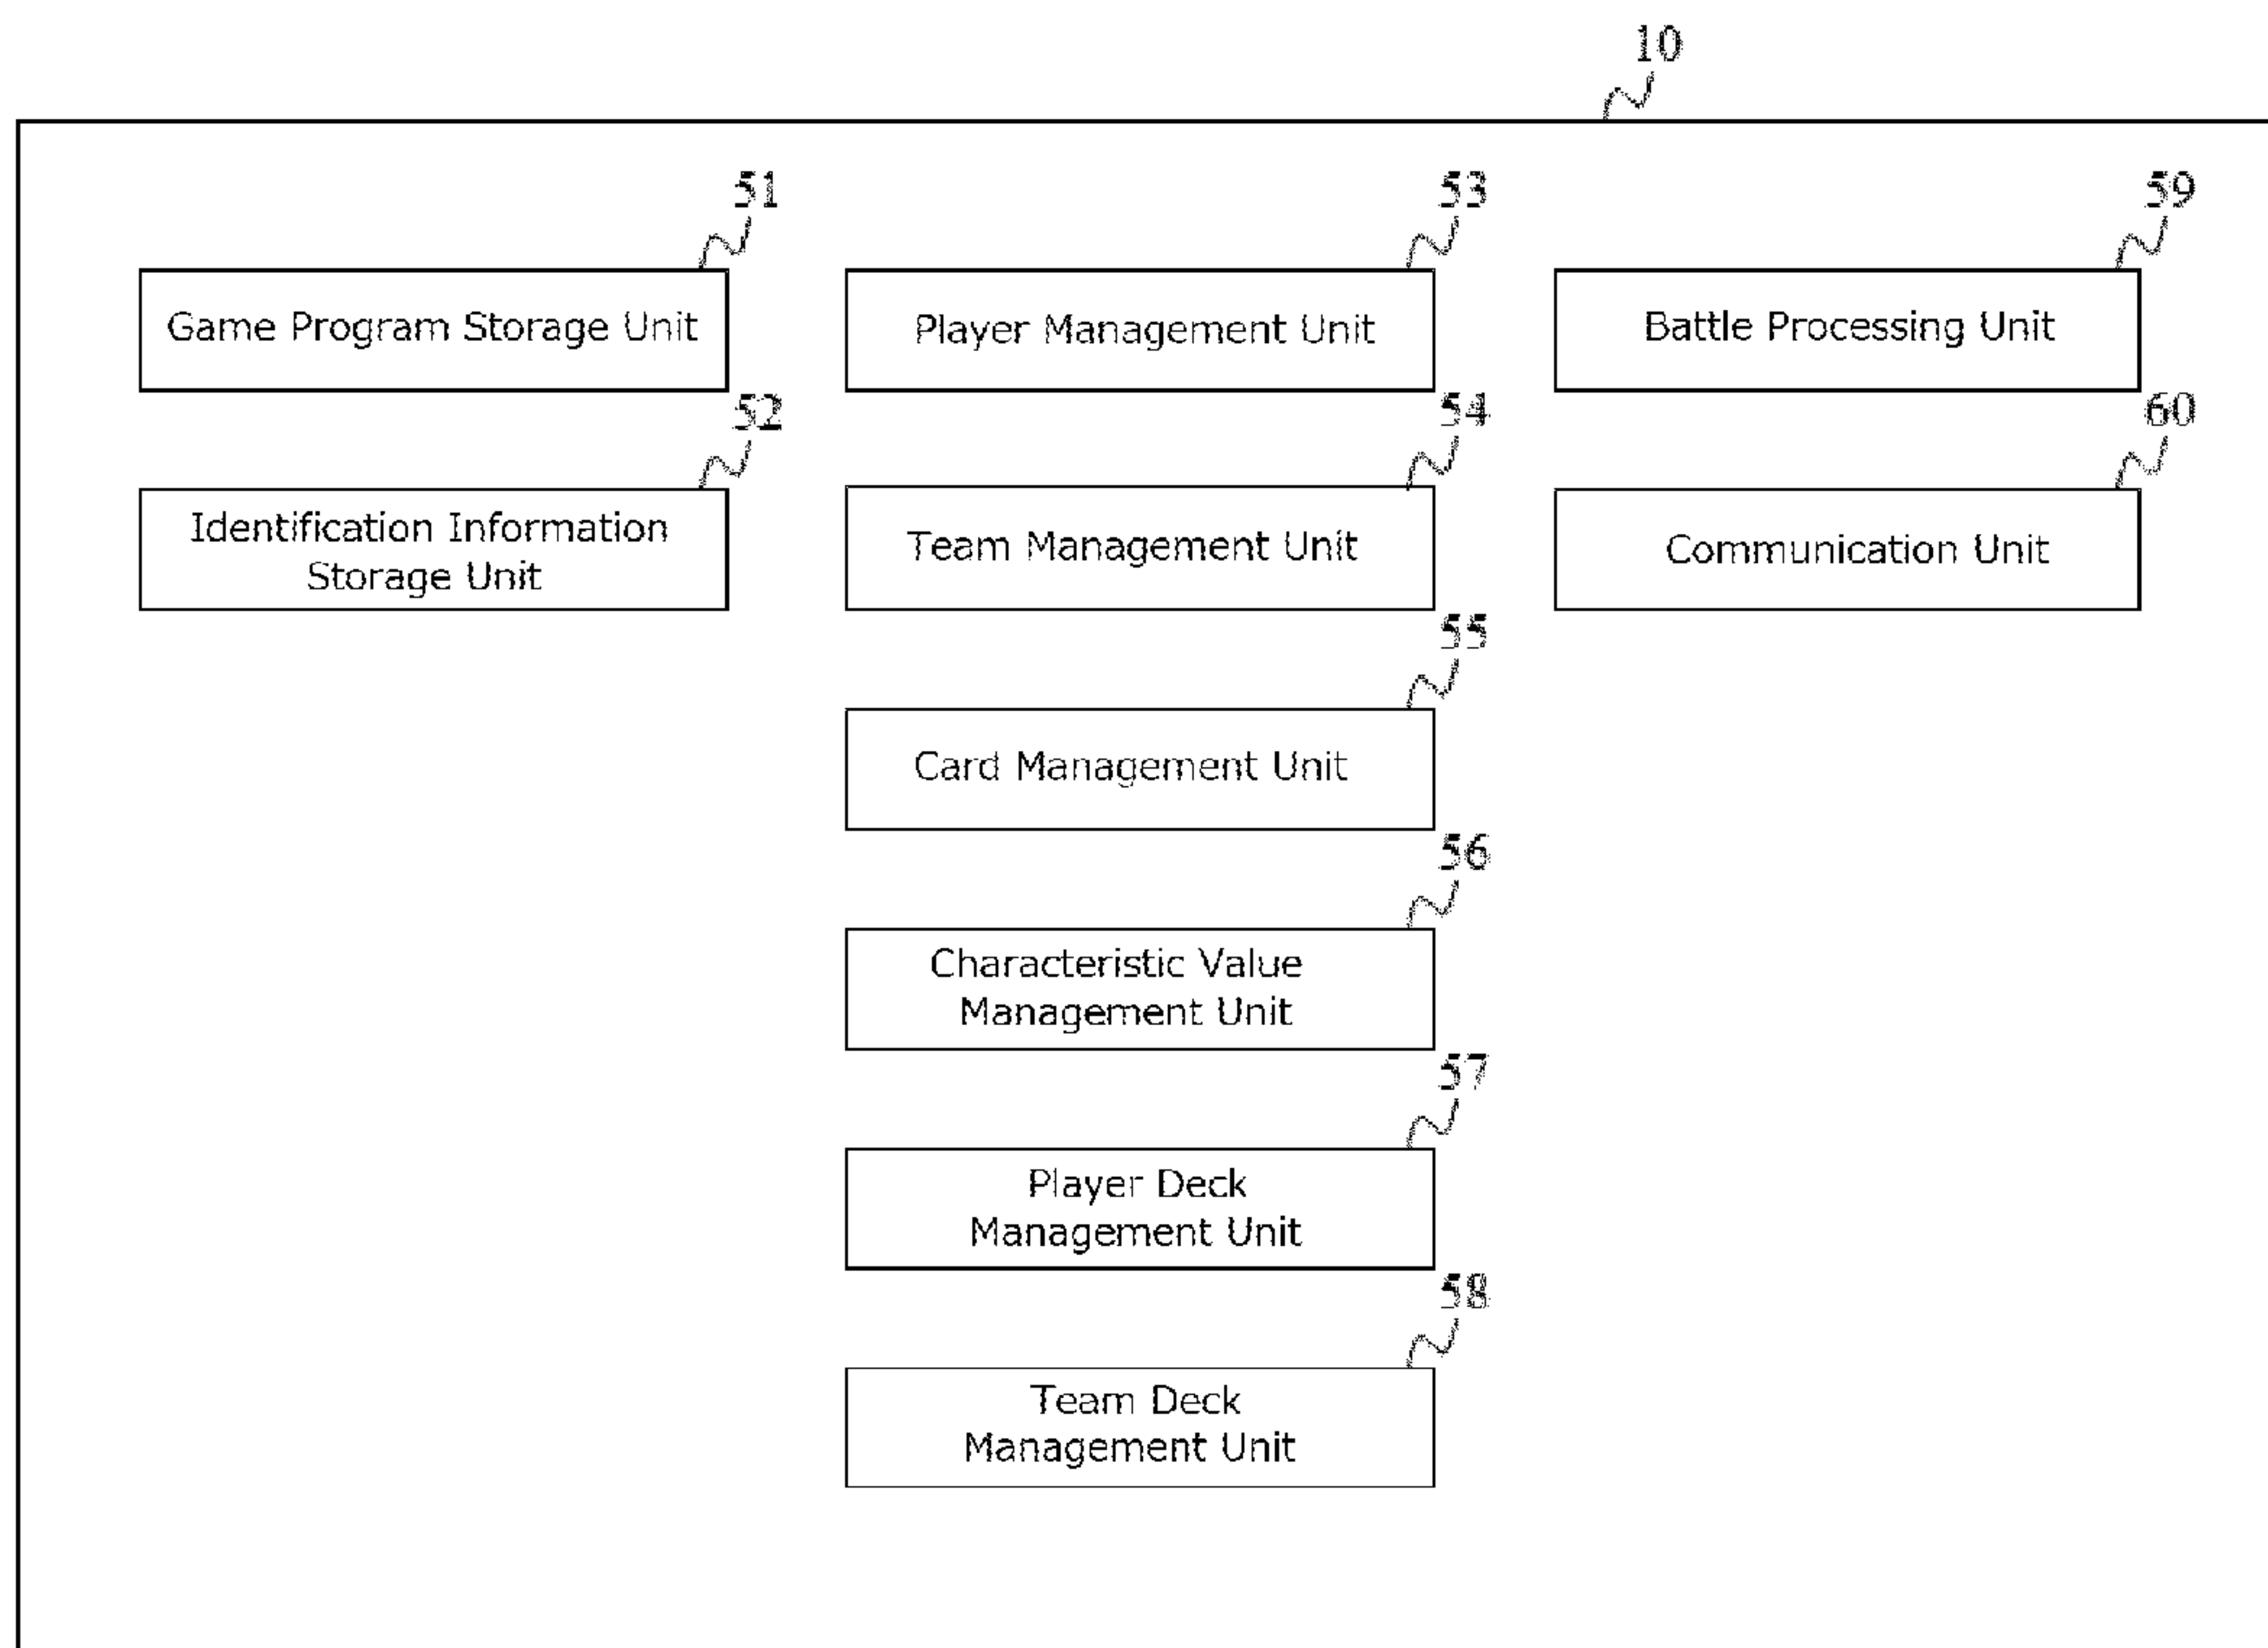 10
51
53
59
Game Program Storage Unit
Player Management Unit
Battle Processing Unit
52
54
60
Identification Information
Storage Unit
Team Management Unit
Communication Unit
55
Card Management Unit
56
Characteristic Value
Management Unit
57
Player Deck
Management Unit
58
Team Deck
Management Unit